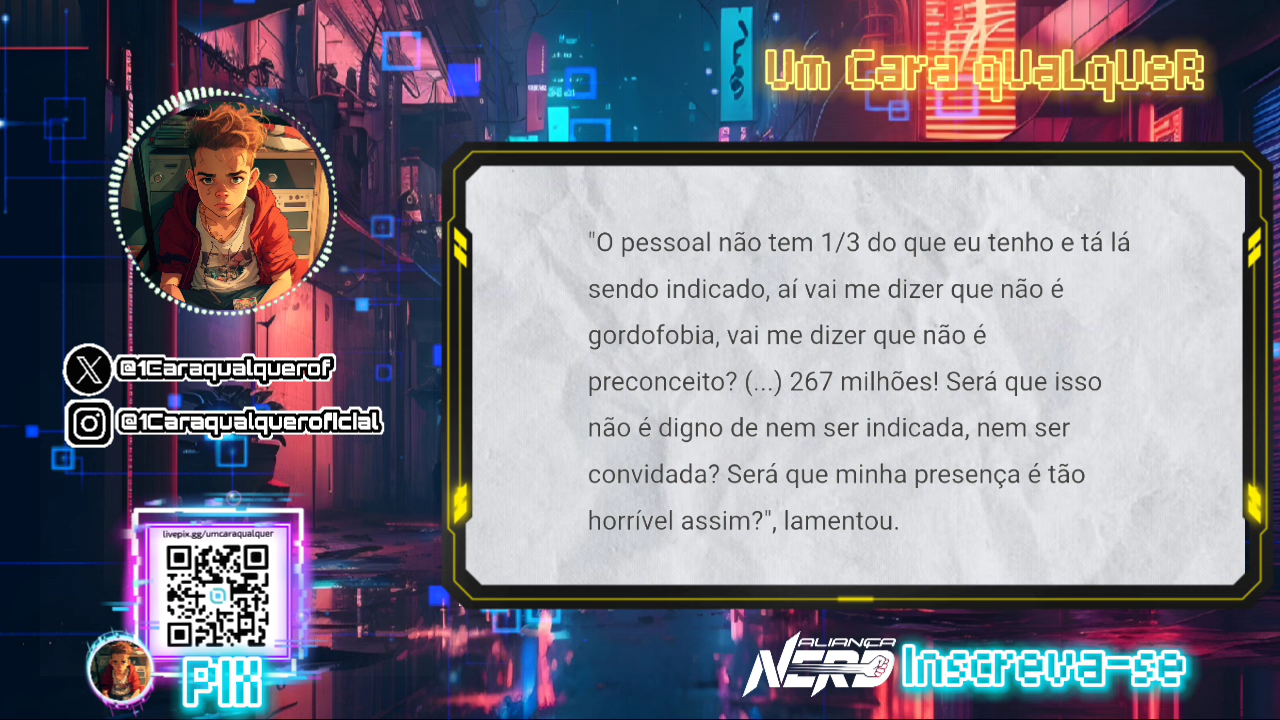 Um Cara qUaLqUeR
"O pessoal não tem 1/3 do que eu tenho e tá lá
sendo indicado, aí vai me dizer que não é
gordofobia, vai me dizer que não é
preconceito? (...) 267 milhões! Será que isso
não é digno de nem ser indicada, nem ser
convidada? Será que minha presença é tão
horrível assim?", lamentou.
@1Caraqualquerof
@1Caraqualqueroficial
livepix.gg/umcaraqualquer
PIX
ALIANÇA
NERD
Inscreva-se